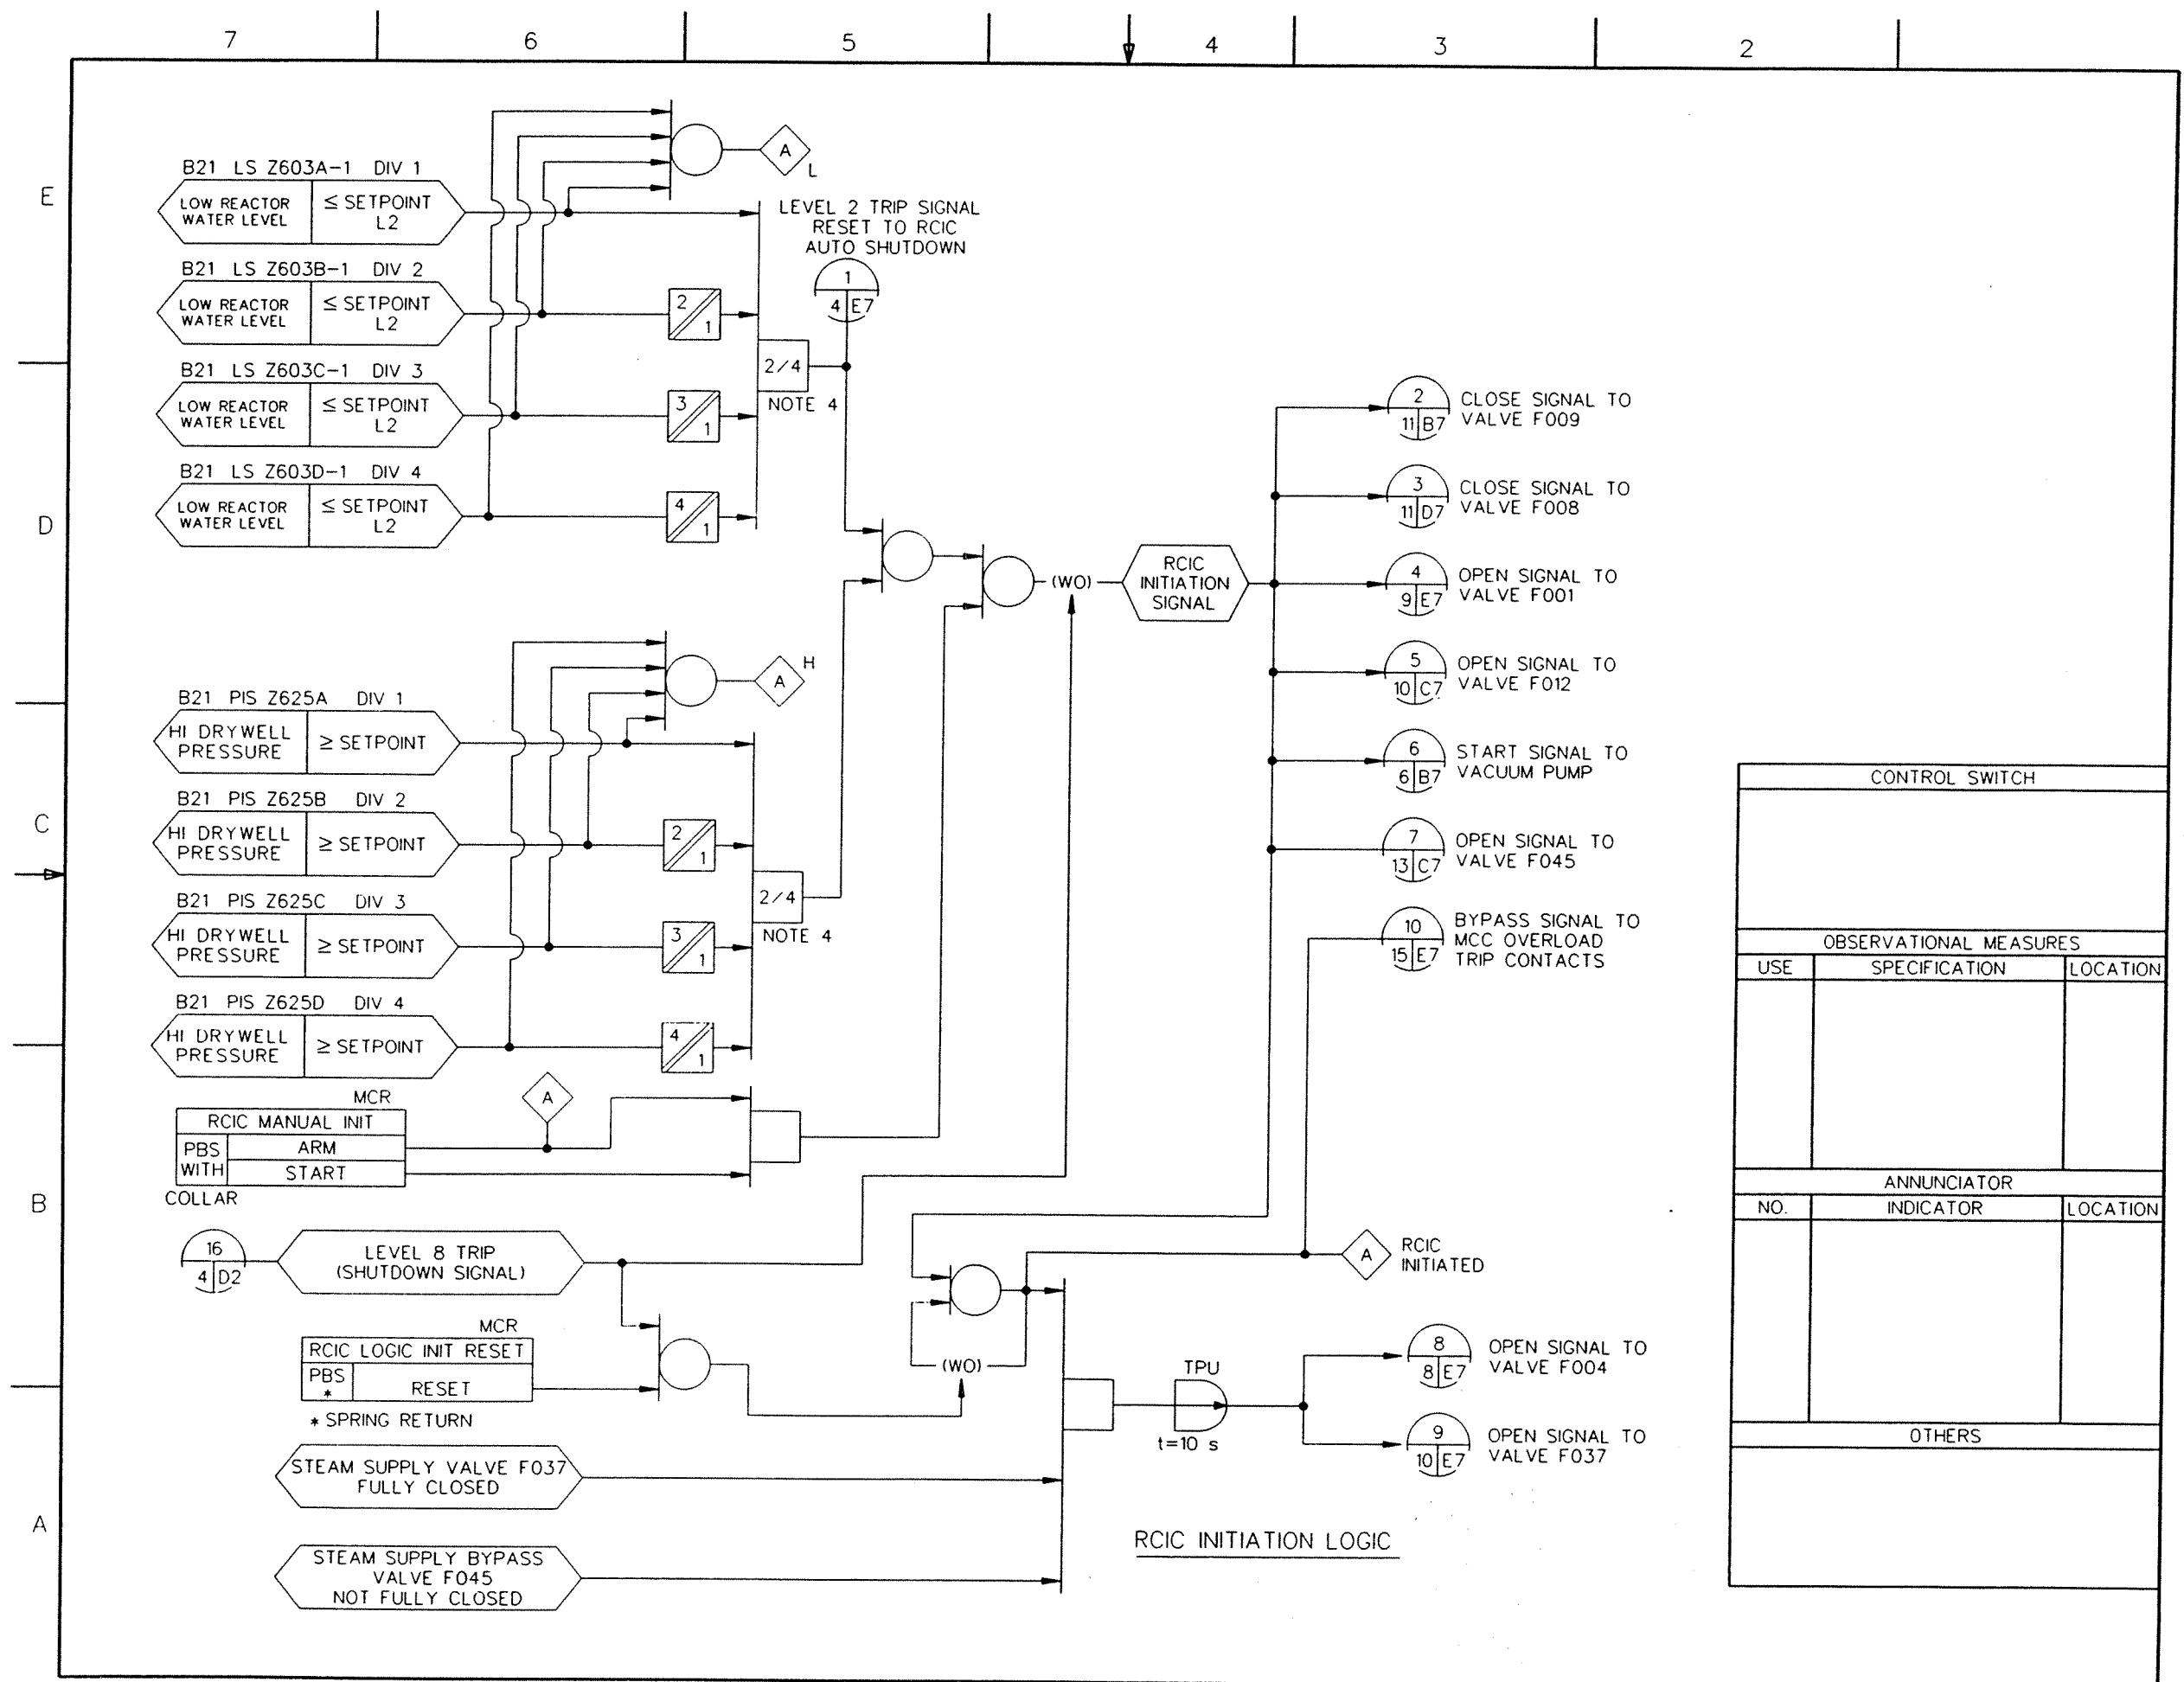 7 6 5 4 3 2
E
D
C
B
A
B21 LS Z603A-1 DIV 1
LOW REACTOR
WATER LEVEL
≤ SETPOINT
L2
B21 LS Z603B-1 DIV 2
LOW REACTOR
WATER LEVEL
≤ SETPOINT
L2
B21 LS Z603C-1 DIV 3
LOW REACTOR
WATER LEVEL
≤ SETPOINT
L2
B21 LS Z603D-1 DIV 4
LOW REACTOR
WATER LEVEL
≤ SETPOINT
L2
A
L
LEVEL 2 TRIP SIGNAL
RESET TO RCIC
AUTO SHUTDOWN
1
4 E7
2
1
3
1
4
1
2/4
NOTE 4
B21 PIS Z625A DIV 1
HI DRYWELL
PRESSURE
≥ SETPOINT
B21 PIS Z625B DIV 2
HI DRYWELL
PRESSURE
≥ SETPOINT
B21 PIS Z625C DIV 3
HI DRYWELL
PRESSURE
≥ SETPOINT
B21 PIS Z625D DIV 4
HI DRYWELL
PRESSURE
≥ SETPOINT
A
H
2
1
3
1
4
1
2/4
NOTE 4
MCR
RCIC MANUAL INIT
PBS
WITH
ARM
START
COLLAR
A
16
4 D2
LEVEL 8 TRIP
(SHUTDOWN SIGNAL)
MCR
RCIC LOGIC INIT RESET
PBS
*
RESET
* SPRING RETURN
STEAM SUPPLY VALVE F037
FULLY CLOSED
STEAM SUPPLY BYPASS
VALVE F045
NOT FULLY CLOSED
(WO)
RCIC
INITIATION
SIGNAL
2
11 B7
CLOSE SIGNAL TO
VALVE F009
3
11 D7
CLOSE SIGNAL TO
VALVE F008
4
9 E7
OPEN SIGNAL TO
VALVE F001
5
10 C7
OPEN SIGNAL TO
VALVE F012
6
6 B7
START SIGNAL TO
VACUUM PUMP
7
13 C7
OPEN SIGNAL TO
VALVE F045
10
15 E7
BYPASS SIGNAL TO
MCC OVERLOAD
TRIP CONTACTS
A
RCIC
INITIATED
(WO)
TPU
t=10 s
8
8 E7
OPEN SIGNAL TO
VALVE F004
9
10 E7
OPEN SIGNAL TO
VALVE F037
RCIC INITIATION LOGIC
CONTROL SWITCH
OBSERVATIONAL MEASURES
USE SPECIFICATION LOCATION
ANNUNCIATOR
NO. INDICATOR LOCATION
OTHERS